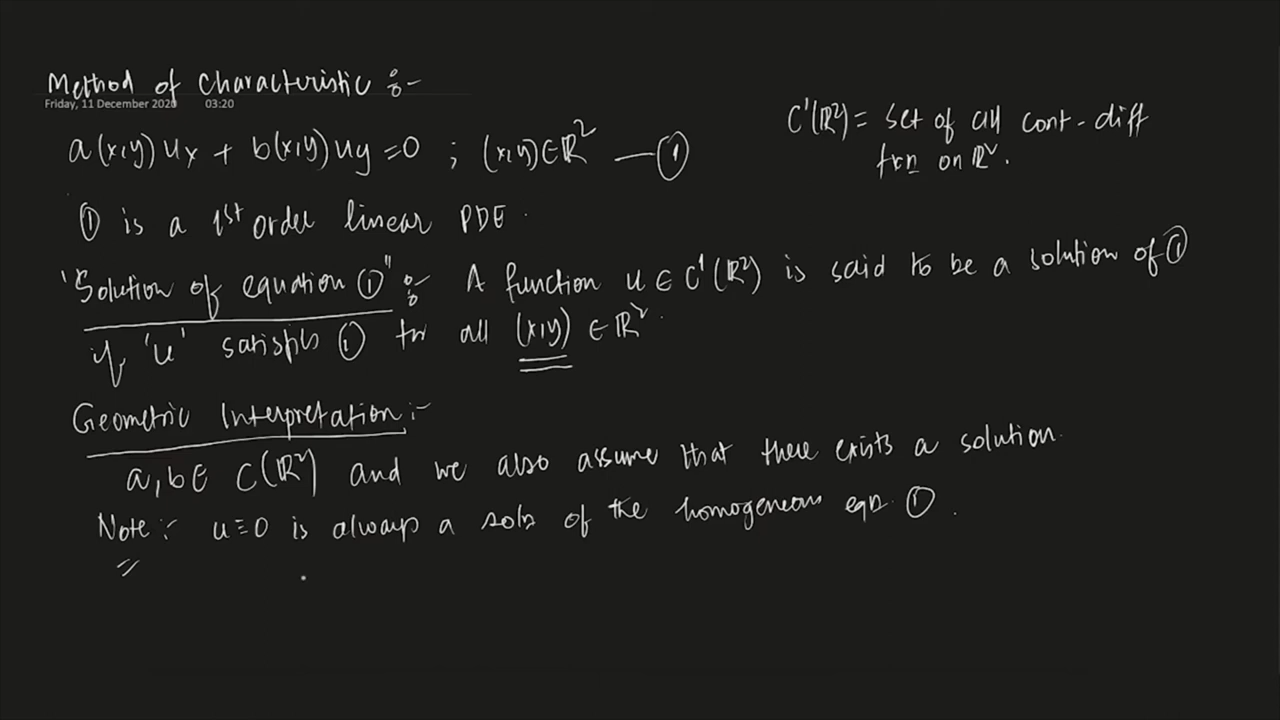 Method of Characteristic :-
Friday, 11 December 2020 03:20
a(x,y)ux + b(x,y)uy = 0 ; (x,y) ∈ ℝ² — ①
C¹(ℝ²) = set of all cont-diff
fxn on ℝ².
① is a 1st order linear PDE.
"Solution of equation ①" :- A function u ∈ C¹(ℝ²) is said to be a solution of ①
if 'u' satisfies ① for all (x,y) ∈ ℝ².
Geometric Interpretation :-
a, b ∈ C(ℝ²) and we also assume that there exists a solution.
Note :- u ≡ 0 is always a soln of the homogeneous eqn. ① .